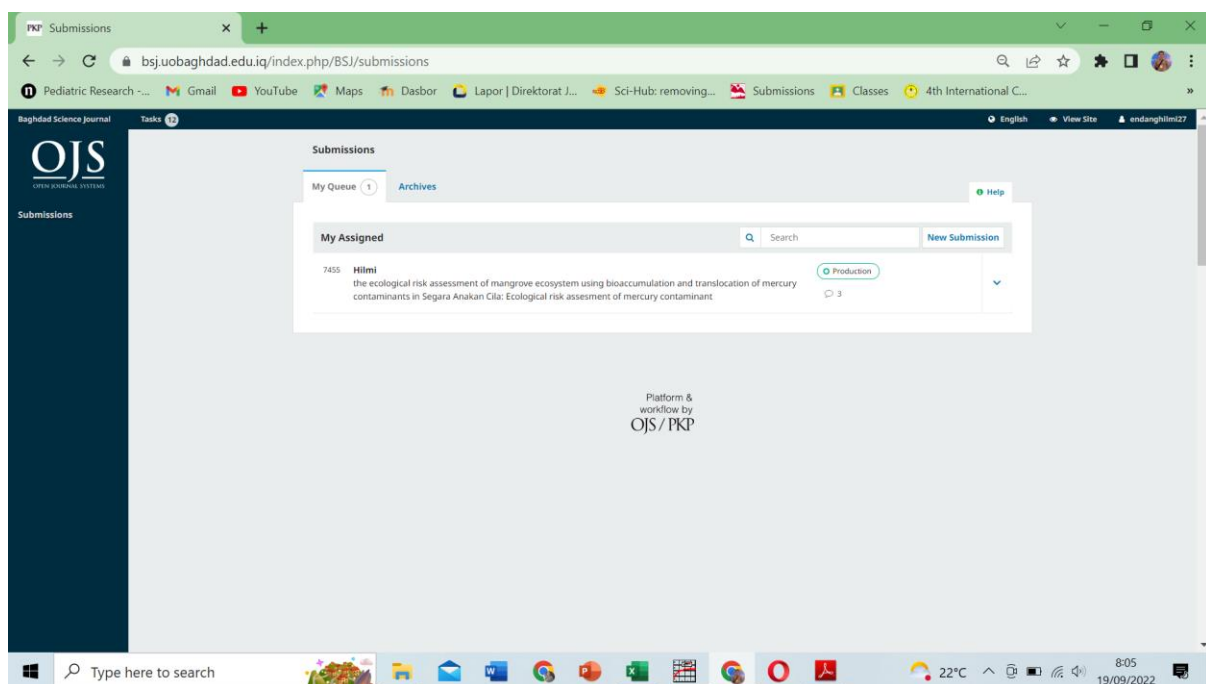 PKP Submissions
bsj.uobaghdad.edu.iq/index.php/BSJ/submissions
Pediatric Research -... Gmail YouTube Maps Dasbor Lapor | Direktorat J... Sci-Hub: removing... Submissions Classes 4th International C... »
Baghdad Science Journal Tasks 12 English View Site endanghilmi27
OJS
OPEN JOURNAL SYSTEMS
Submissions
Submissions
My Queue 1 Archives
Help
My Assigned Search New Submission
7455 Hilmi Production
the ecological risk assessment of mangrove ecosystem using bioaccumulation and translocation of mercury
contaminants in Segara Anakan Cila: Ecological risk assesment of mercury contaminant
3
Platform &
workflow by
OJS / PKP
Type here to search
22°C
8:05
19/09/2022